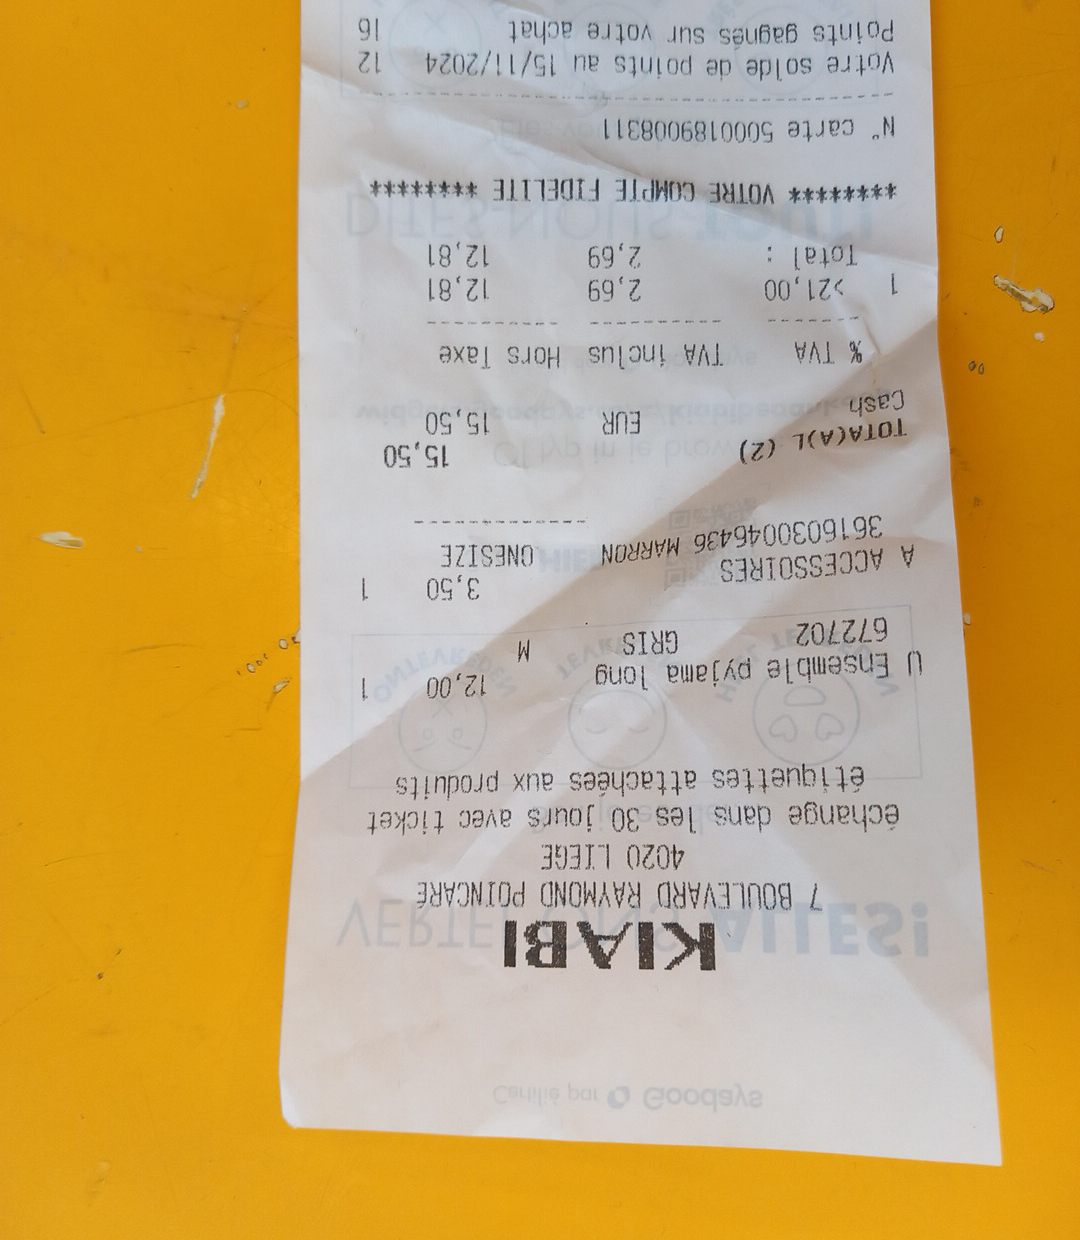 KIABI
7 BOULEVARD RAYMOND POINCARÉ
4020 LIEGE
échange dans les 30 jours avec ticket
étiquettes attachées aux produits
U Ensemble pyjama long 12,00 1
672702 GRIS M
A ACCESSOIRES 3,50 1
3616030046436 MARRON ONESIZE
TOTA(A)L (2) 15,50
Cash EUR 15,50
% TVA TVA inclus Hors Taxe
1 >21,00 2,69 12,81
Total : 2,69 12,81
******** VOTRE COMPTE FIDELITE ********
N° carte 5000189008311
Votre solde de points au 15/11/2024 12
Points gagnés sur votre achat 16
Certifié par Goodays